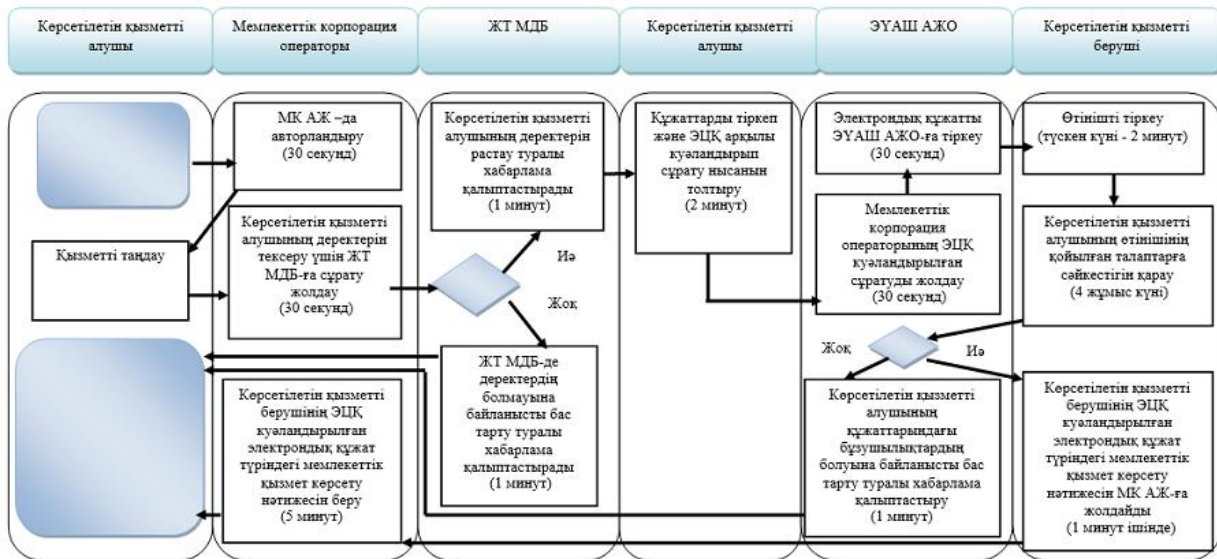 Көрсетілетін қызметті
алушы
Мемлекеттік корпорация
операторы
ЖТ МДБ
Көрсетілетін қызметті
алушы
ЭҮАШ АЖО
Көрсетілетін қызметті
беруші
МК АЖ –да
авторландыру
(30 секунд)
Қызметті таңдау
Көрсетілетін қызметті
алушының деректерін
тексеру үшін ЖТ
МДБ-ға сұрату
жолдау
(30 секунд)
Көрсетілетін қызметті
берушінің ЭЦҚ
куәландырылған
электрондық құжат
түріндегі мемлекеттік
қызмет көрсету
нәтижесін беру
(5 минут)
Көрсетілетін қызметті
алушының деректерін
растау туралы
хабарлама
қалыптастырады
(1 минут)
Иә
Жоқ
ЖТ МДБ-де
деректердің
болмауына
байланысты бас
тарту туралы
хабарлама
қалыптастырады
(1 минут)
Құжаттарды тіркеп
және ЭЦҚ арқылы
куәландырып
сұрату нысанын
толтыру
(2 минут)
Электрондық құжатты
ЭҮАШ АЖО-ға тіркеу
(30 секунд)
Мемлекеттік
корпорация
операторының ЭЦҚ
куәландырылған
сұратуды жолдау
(30 секунд)
Жоқ
Иә
Көрсетілетін қызметті
алушының
құжаттарындағы
бұзушылықтардың
болуына байланысты бас
тарту туралы хабарлама
қалыптастыру
(1 минут)
Өтінішті тіркеу
(түскен күні - 2 минут)
Көрсетілетін қызметті
алушының өтінішінің
қойылған талаптарға
сәйкестігін қарау
(4 жұмыс күні)
Көрсетілетін қызметті
берушінің ЭЦҚ
куәландырылған
электрондық құжат
түріндегі мемлекеттік
қызмет көрсету
нәтижесін МК АЖ-ға
жолдайды
(1 минут ішінде)